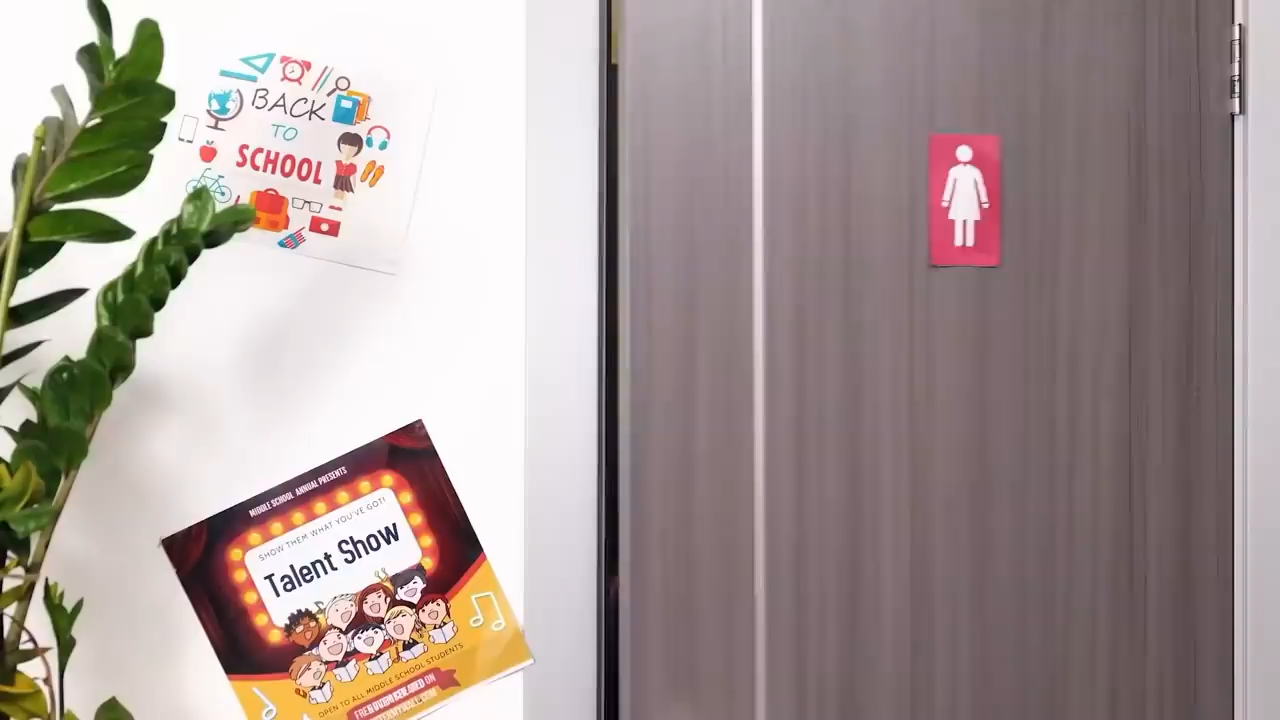 BACK
TO
SCHOOL
MIDDLE SCHOOL ANNUAL PRESENTS
SHOW THEM WHAT YOU'VE GOT!
Talent Show
OPEN TO ALL MIDDLE SCHOOL STUDENTS